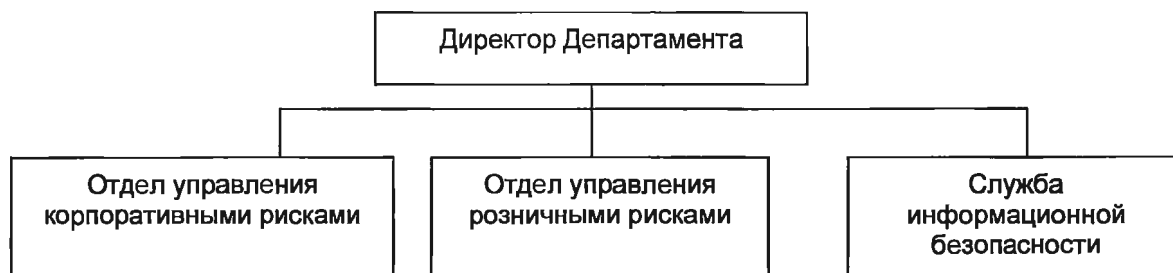 Директор Департамента
Отдел управления
корпоративными рисками
Отдел управления
розничными рисками
Служба
информационной
безопасности